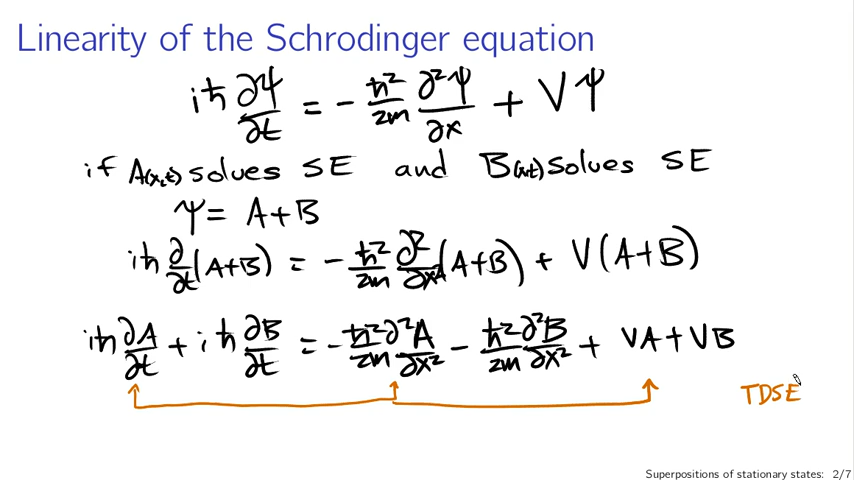 Linearity of the Schrodinger equation
iħ ∂Ψ/∂t = - ħ²/2m ∂²Ψ/∂x + VΨ
if A(x,t) solves SE and B(x,t) solves SE
Ψ = A+B
iħ ∂/∂t (A+B) = - ħ²/2m ∂²/∂x² (A+B) + V(A+B)
iħ ∂A/∂t + iħ ∂B/∂t = - ħ²/2m ∂²A/∂x² - ħ²/2m ∂²B/∂x² + VA + VB
TDSE
Superpositions of stationary states: 2/7